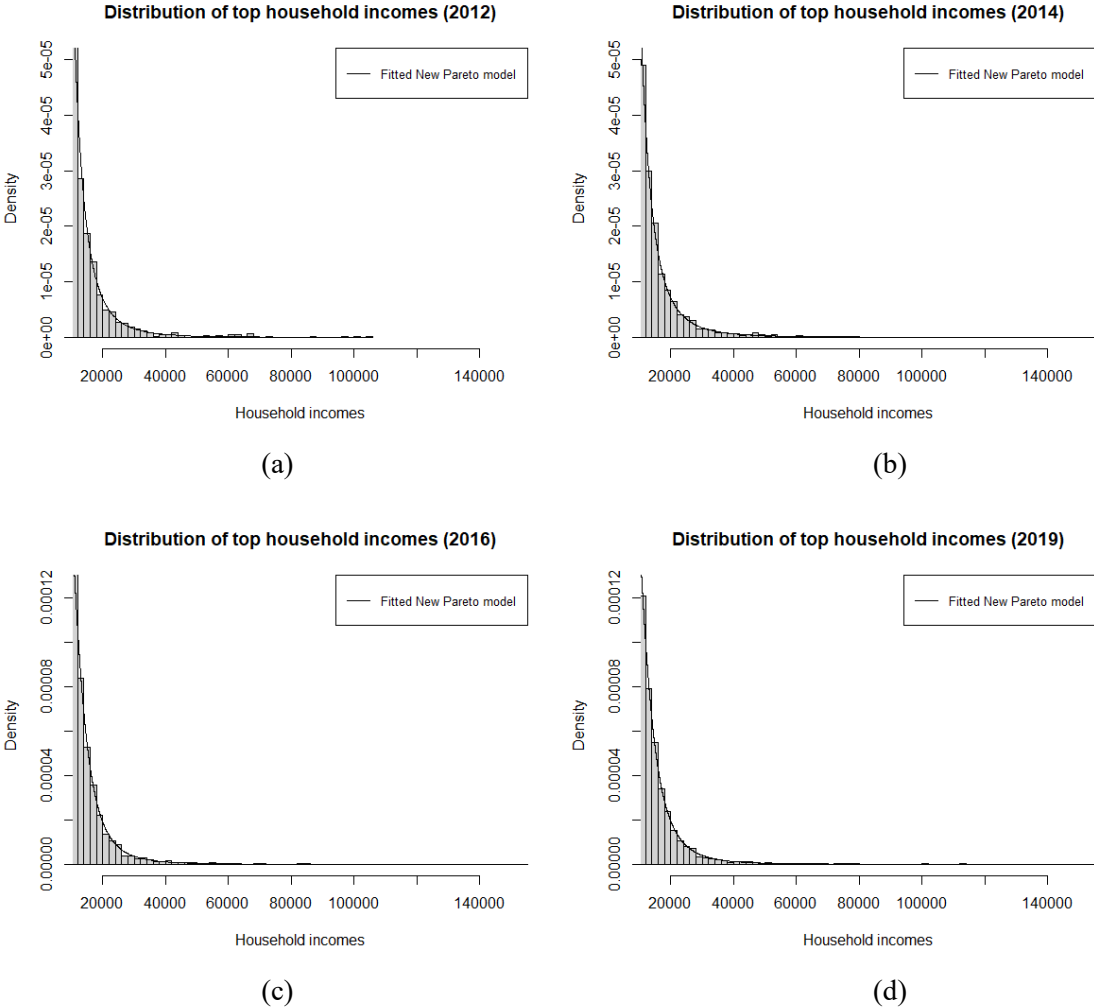 Distribution of top household incomes (2012)
Fitted New Pareto model
Density
5e-05
4e-05
3e-05
2e-05
1e-05
0e+00
20000 40000 60000 80000 100000 140000
Household incomes
(a)
Distribution of top household incomes (2014)
Fitted New Pareto model
Density
5e-05
4e-05
3e-05
2e-05
1e-05
0e+00
20000 40000 60000 80000 100000 140000
Household incomes
(b)
Distribution of top household incomes (2016)
Fitted New Pareto model
Density
0.00012
0.00008
0.00004
0.00000
20000 40000 60000 80000 100000 140000
Household incomes
(c)
Distribution of top household incomes (2019)
Fitted New Pareto model
Density
0.00012
0.00008
0.00004
0.00000
20000 40000 60000 80000 100000 140000
Household incomes
(d)